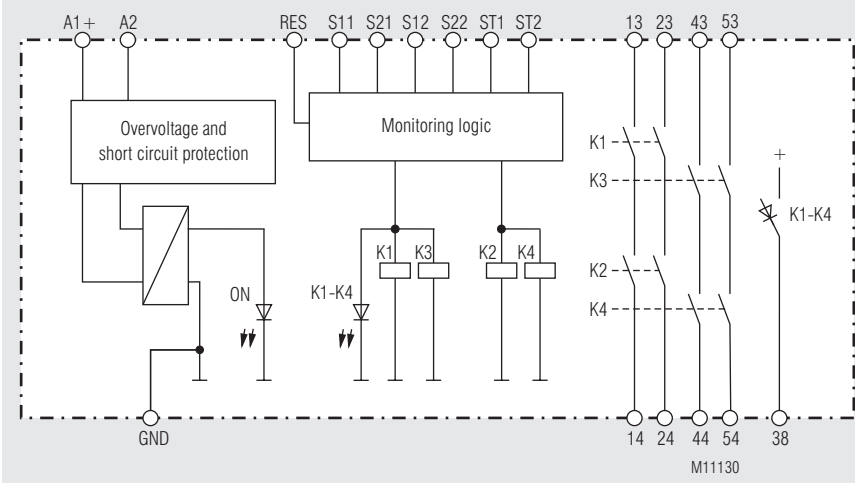 A1+ A2 RES S11 S21 S12 S22 ST1 ST2 13 23 43 53
Overvoltage and
short circuit protection
Monitoring logic
K1
K3
+
K1-K4
K1 K3 K2 K4
K2
ON K1-K4
K4
GND 14 24 44 54 38
M11130